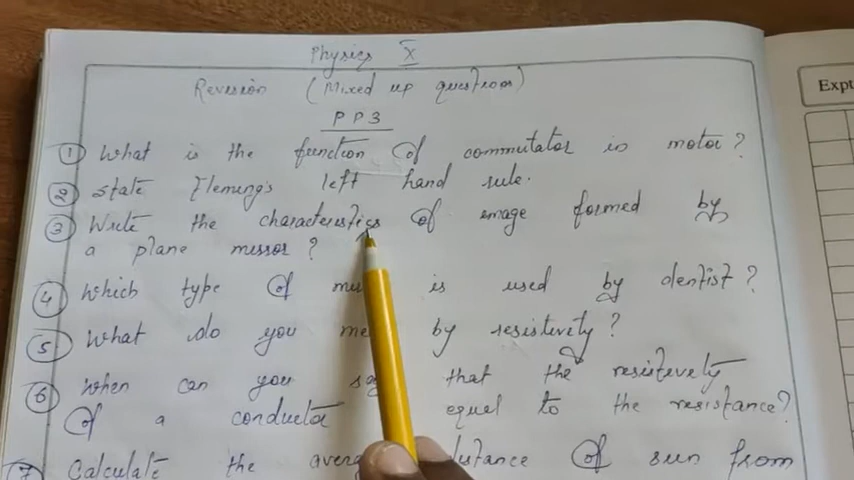 Physics X
Revision (Mixed up questions)
PP3
① What is the function of commutator in motor?
② State Fleming's left hand rule.
③ Write the characteristics of image formed by
a plane mirror?
④ Which type of is used by dentist?
⑤ What do you by resistivity?
⑥ When can you that the resistivity
of a conductor equal to the resistance?
⑦ Calculate the distance of sun from